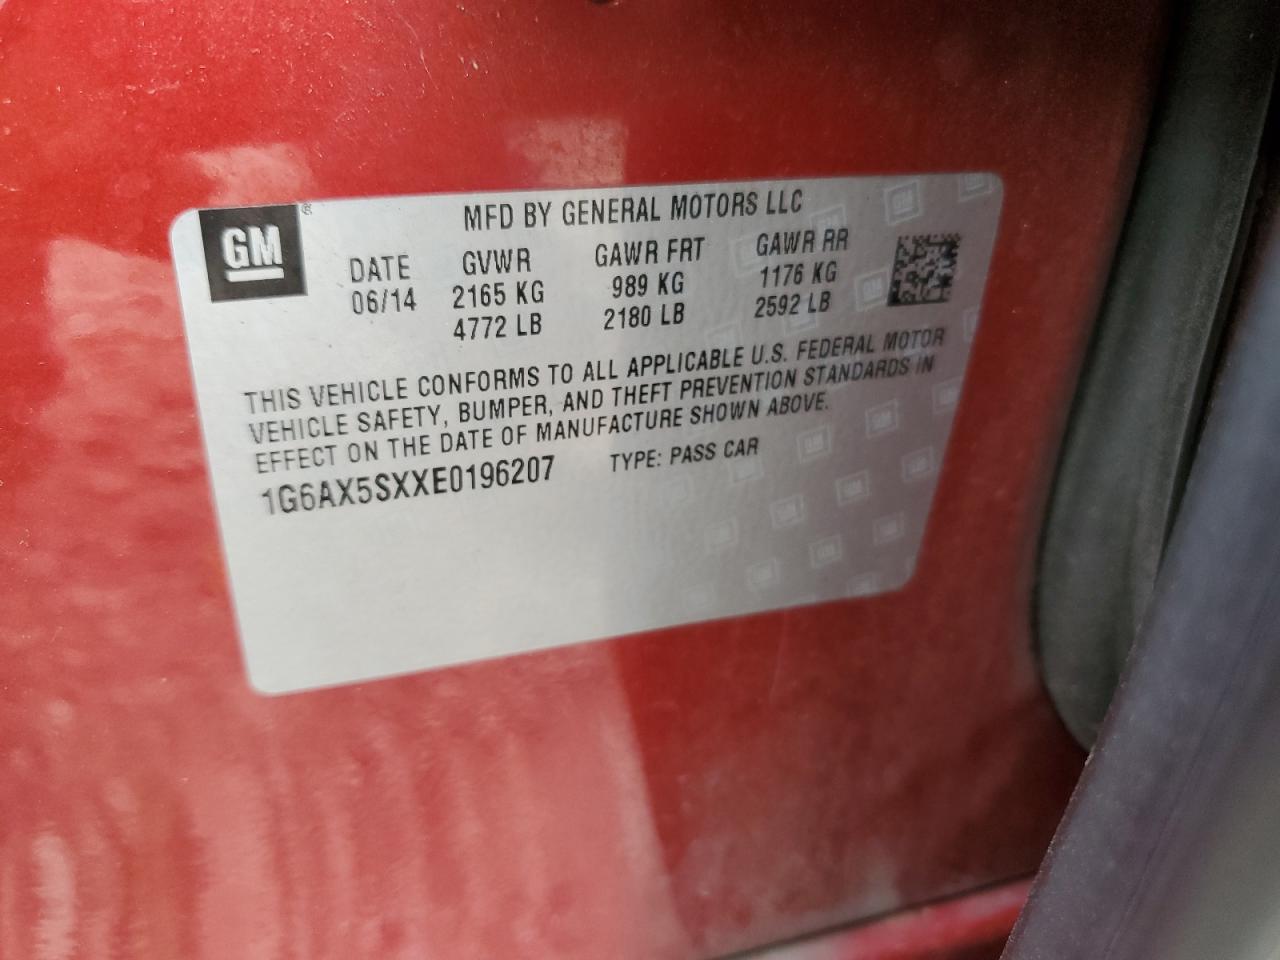 GM ®
MFD BY GENERAL MOTORS LLC
DATE GVWR GAWR FRT GAWR RR
06/14 2165 KG 989 KG 1176 KG
4772 LB 2180 LB 2592 LB
THIS VEHICLE CONFORMS TO ALL APPLICABLE U.S. FEDERAL MOTOR
VEHICLE SAFETY, BUMPER, AND THEFT PREVENTION STANDARDS IN
EFFECT ON THE DATE OF MANUFACTURE SHOWN ABOVE.
1G6AX5SXXE0196207 TYPE: PASS CAR